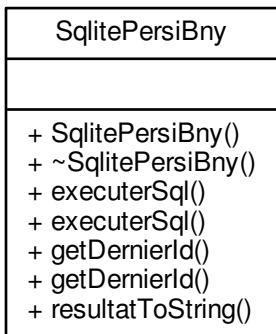 SqlitePersiBny
+ SqlitePersiBny()
+ ~SqlitePersiBny()
+ executerSql()
+ executerSql()
+ getDernierId()
+ getDernierId()
+ resultatToString()